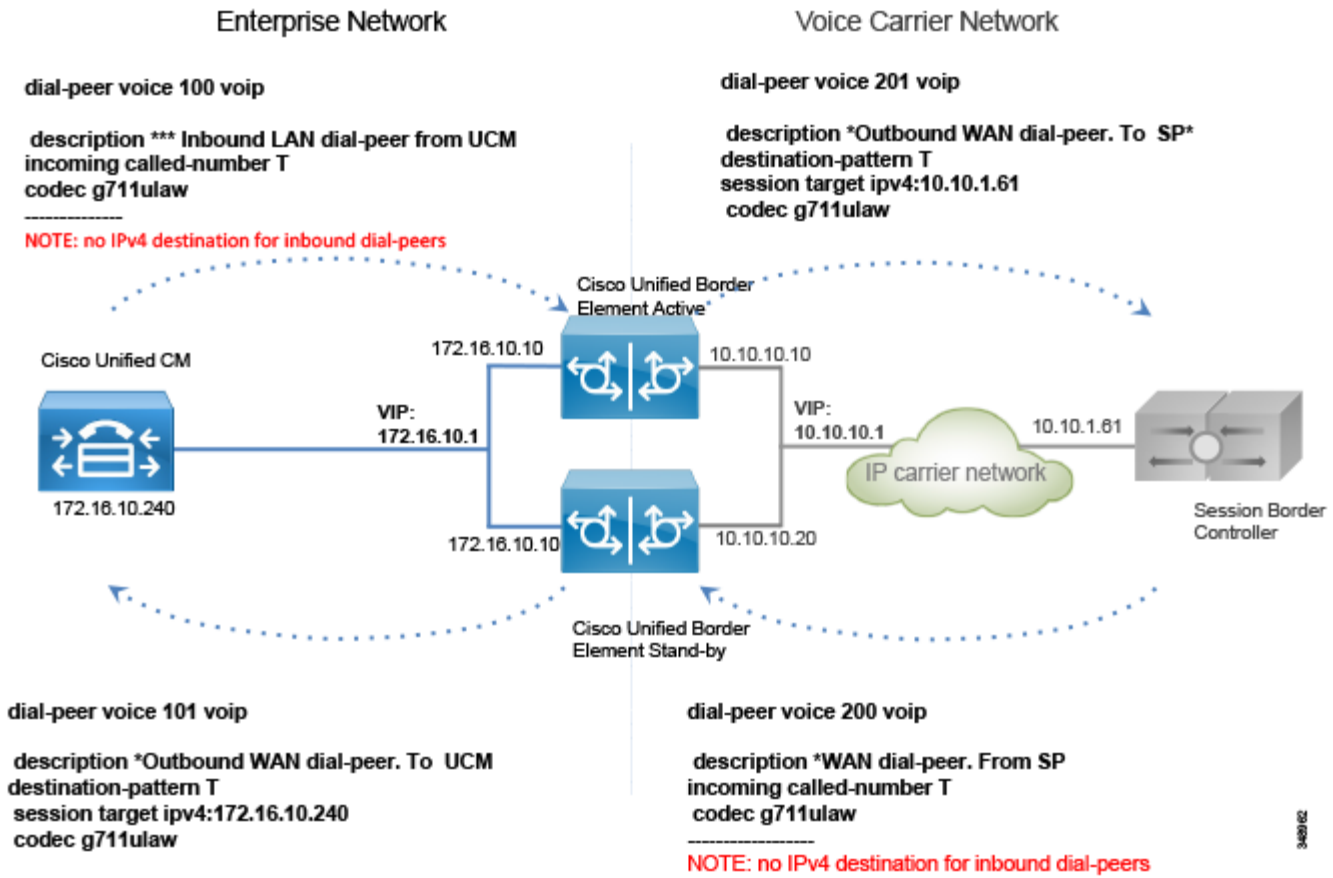 Enterprise Network
Voice Carrier Network
dial-peer voice 100 voip
description *** Inbound LAN dial-peer from UCM
incoming called-number T
codec g711ulaw
--------------
NOTE: no IPv4 destination for inbound dial-peers
dial-peer voice 201 voip
description *Outbound WAN dial-peer. To SP*
destination-pattern T
session target ipv4:10.10.1.61
codec g711ulaw
Cisco Unified Border
Element Active
Cisco Unified CM
172.16.10.240
172.16.10.10
10.10.10.10
VIP:
172.16.10.1
VIP:
10.10.10.1
IP carrier network
10.10.1.61
Session Border
Controller
172.16.10.10
10.10.10.20
Cisco Unified Border
Element Stand-by
dial-peer voice 101 voip
description *Outbound WAN dial-peer. To UCM
destination-pattern T
session target ipv4:172.16.10.240
codec g711ulaw
dial-peer voice 200 voip
description *WAN dial-peer. From SP
incoming called-number T
codec g711ulaw
------------------
NOTE: no IPv4 destination for inbound dial-peers
348962